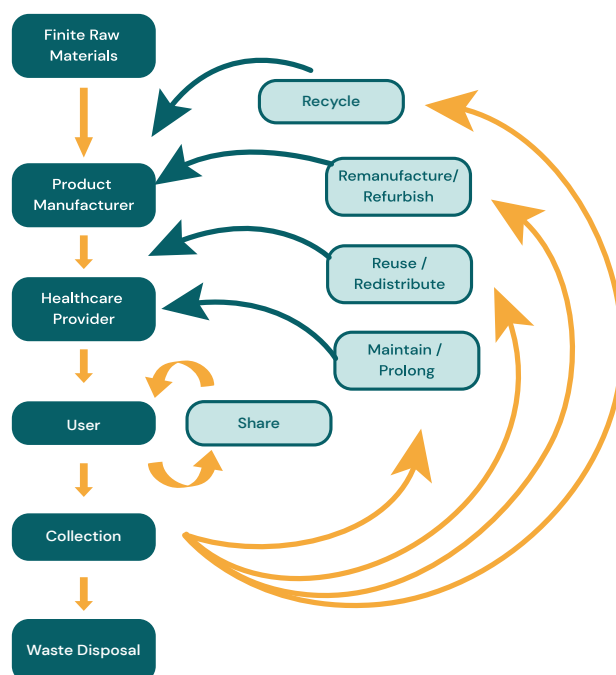 Finite Raw
Materials
Recycle
Product
Manufacturer
Remanufacture/
Refurbish
Reuse /
Redistribute
Healthcare
Provider
Maintain /
Prolong
User
Share
Collection
Waste Disposal